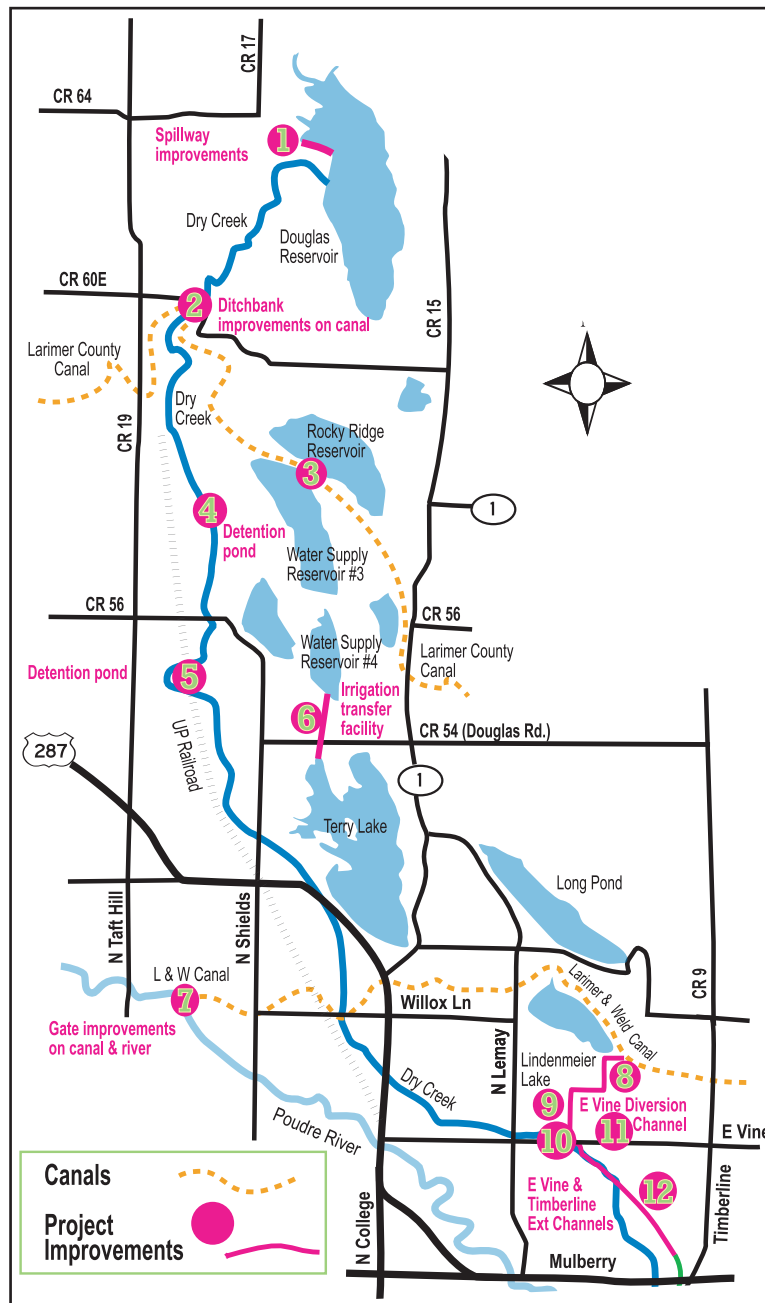 CR 17
CR 64
Spillway
improvements
1
Dry Creek
Douglas
Reservoir
CR 60E
2
Ditchbank
improvements on canal
CR 15
Larimer County
Canal
Dry
Creek
CR 19
Rocky Ridge
Reservoir
3
4
Detention
pond
1
Water Supply
Reservoir #3
CR 56
CR 56
Water Supply
Reservoir #4
Larimer County
Canal
Detention pond
5
Irrigation
transfer
facility
6
UP Railroad
CR 54 (Douglas Rd.)
287
1
Terry Lake
Long Pond
N Taft Hill
N Shields
L & W Canal
7
Gate improvements
on canal & river
Willox Ln
Larimer & Weld Canal
CR 9
N Lemay
Lindenmeier
Lake
8
9
E Vine Diversion
Channel
Dry Creek
10
11
E Vine
Poudre River
E Vine &
Timberline
Ext Channels
12
Timberline
N College
Mulberry
Canals
Project
Improvements